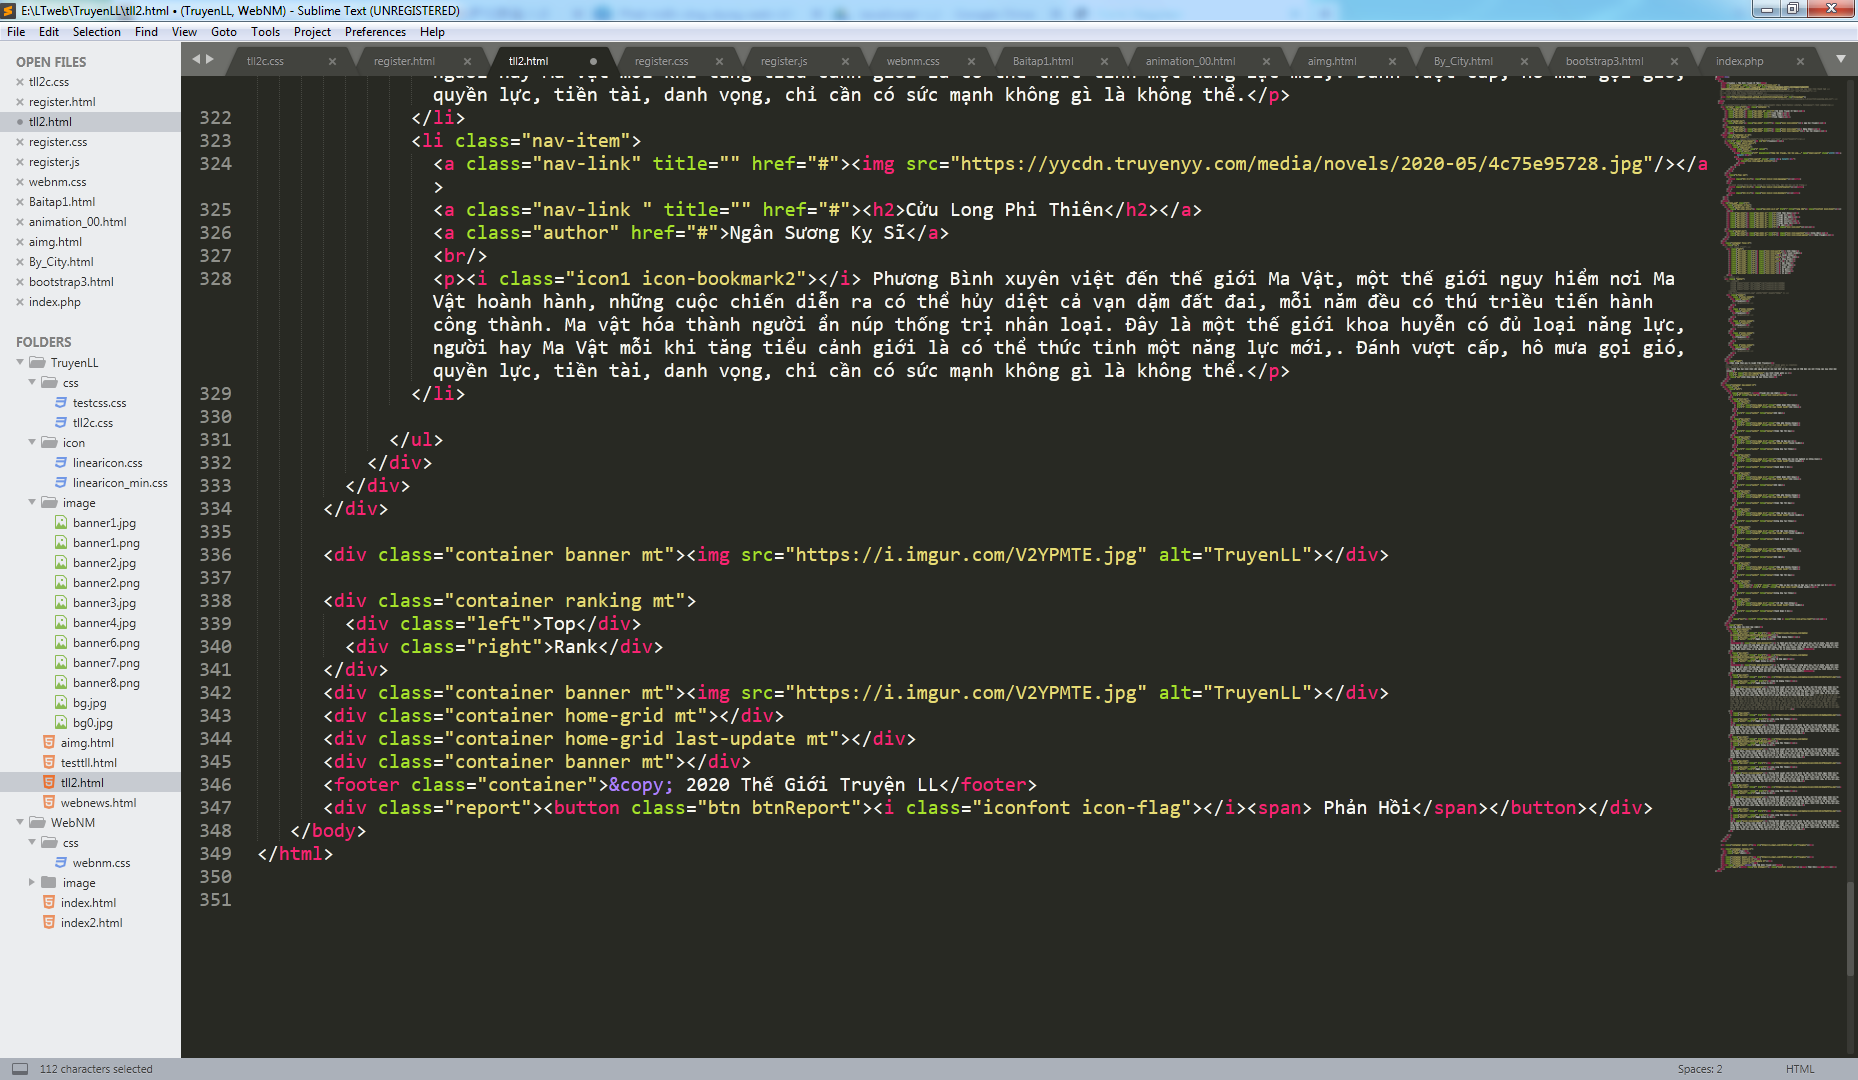 E:\LTweb\TruyenLL\tll2.html • (TruyenLL, WebNM) - Sublime Text (UNREGISTERED)
File Edit Selection Find View Goto Tools Project Preferences Help
OPEN FILES
tll2c.css
register.html
tll2.html
register.css
register.js
webnm.css
Baitap1.html
animation_00.html
aimg.html
By_City.html
bootstrap3.html
index.php
FOLDERS
TruyenLL
css
testcss.css
tll2c.css
icon
linearicon.css
linearicon_min.css
image
banner1.jpg
banner1.png
banner2.jpg
banner2.png
banner3.jpg
banner4.jpg
banner6.png
banner7.png
banner8.png
bg.jpg
bg0.jpg
aimg.html
testtll.html
tll2.html
webnews.html
WebNM
css
webnm.css
image
index.html
index2.html
tll2c.css register.html tll2.html register.css register.js webnm.css Baitap1.html animation_00.html aimg.html By_City.html bootstrap3.html index.php
quyền lực, tiền tài, danh vọng, chỉ cần có sức mạnh không gì là không thể.</p>
322 </li>
323 <li class="nav-item">
324 <a class="nav-link" title="" href="#"><img src="https://yycdn.truyenyy.com/media/novels/2020-05/4c75e95728.jpg"/></a
>
325 <a class="nav-link " title="" href="#"><h2>Cửu Long Phi Thiên</h2></a>
326 <a class="author" href="#">Ngân Sương Kỵ Sĩ</a>
327 <br/>
328 <p><i class="icon1 icon-bookmark2"></i> Phương Bình xuyên việt đến thế giới Ma Vật, một thế giới nguy hiểm nơi Ma
Vật hoành hành, những cuộc chiến diễn ra có thể hủy diệt cả vạn dặm đất đai, mỗi năm đều có thú triều tiến hành
công thành. Ma vật hóa thành người ẩn núp thống trị nhân loại. Đây là một thế giới khoa huyễn có đủ loại năng lực,
người hay Ma Vật mỗi khi tăng tiểu cảnh giới là có thể thức tỉnh một năng lực mới,. Đánh vượt cấp, hô mưa gọi gió,
quyền lực, tiền tài, danh vọng, chỉ cần có sức mạnh không gì là không thể.</p>
329 </li>
330
331 </ul>
332 </div>
333 </div>
334 </div>
335
336 <div class="container banner mt"><img src="https://i.imgur.com/V2YPMTE.jpg" alt="TruyenLL"></div>
337
338 <div class="container ranking mt">
339 <div class="left">Top</div>
340 <div class="right">Rank</div>
341 </div>
342 <div class="container banner mt"><img src="https://i.imgur.com/V2YPMTE.jpg" alt="TruyenLL"></div>
343 <div class="container home-grid mt"></div>
344 <div class="container home-grid last-update mt"></div>
345 <div class="container banner mt"></div>
346 <footer class="container">&copy; 2020 Thế Giới Truyện LL</footer>
347 <div class="report"><button class="btn btnReport"><i class="iconfont icon-flag"></i><span> Phản Hồi</span></button></div>
348 </body>
349 </html>
350
351
112 characters selected
Spaces: 2 HTML